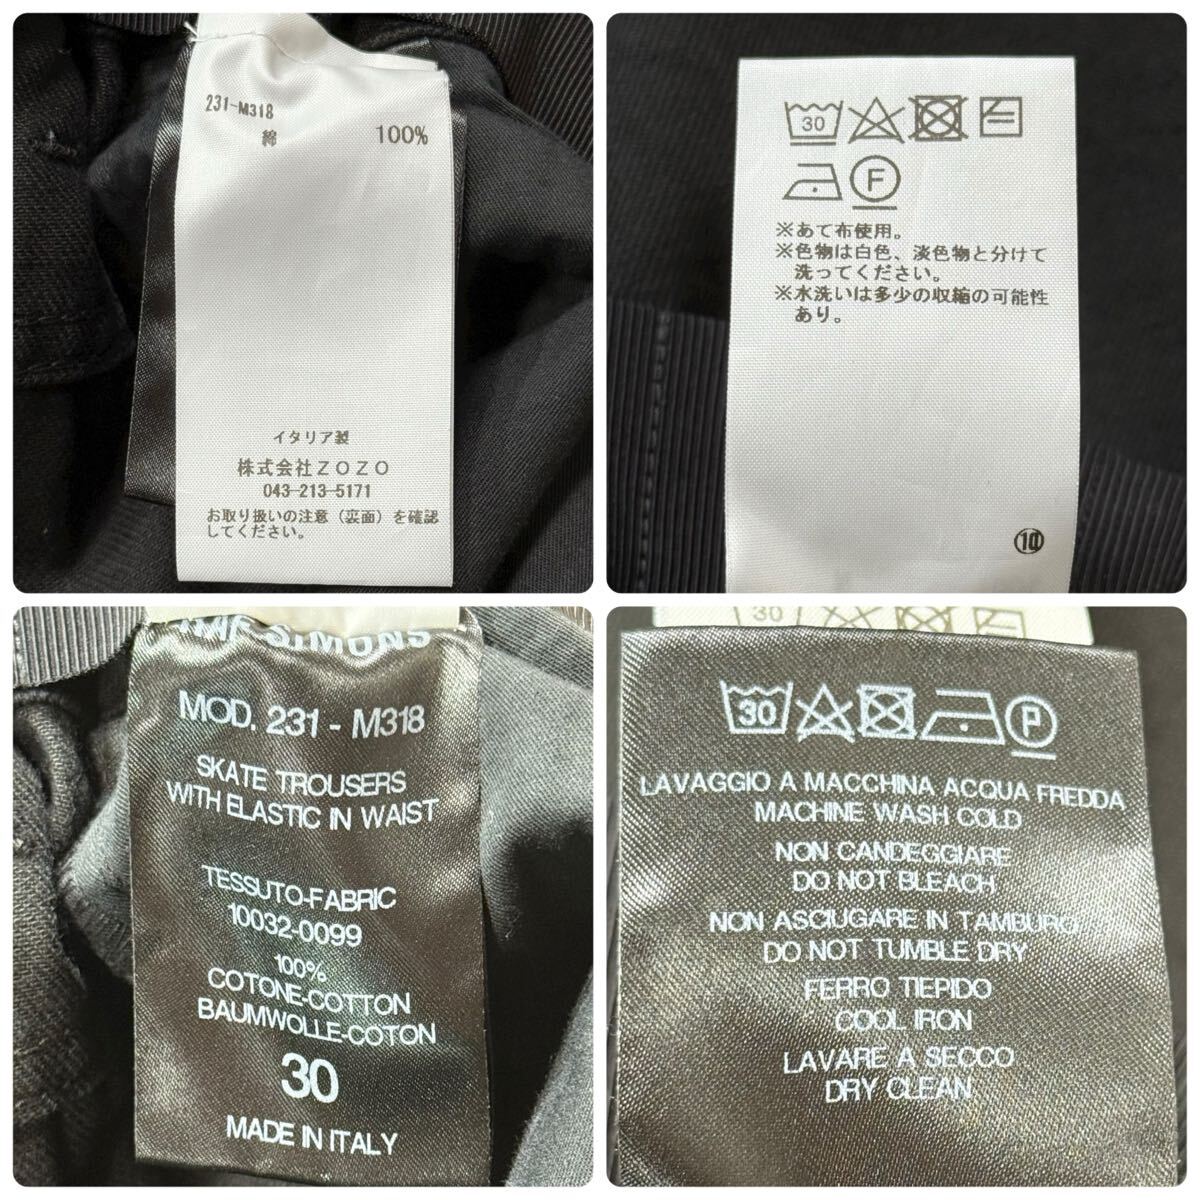 231-M318
綿 100%
イタリア製
株式会社ZOZO
043-213-5171
お取り扱いの注意（裏面）を確認
してください。
30
F
※あて布使用。
※色物は白色、淡色物と分けて
洗ってください。
※水洗いは多少の収縮の可能性
あり。
SIMONS
MOD. 231 - M318
SKATE TROUSERS
WITH ELASTIC IN WAIST
TESSUTO-FABRIC
10032-0099
100%
COTONE-COTTON
BAUMWOLLE-COTON
30
MADE IN ITALY
30
30 P
LAVAGGIO A MACCHINA ACQUA FREDDA
MACHINE WASH COLD
NON CANDEGGIARE
DO NOT BLEACH
NON ASCIUGARE IN TAMBURO
DO NOT TUMBLE DRY
FERRO TIEPIDO
COOL IRON
LAVARE A SECCO
DRY CLEAN